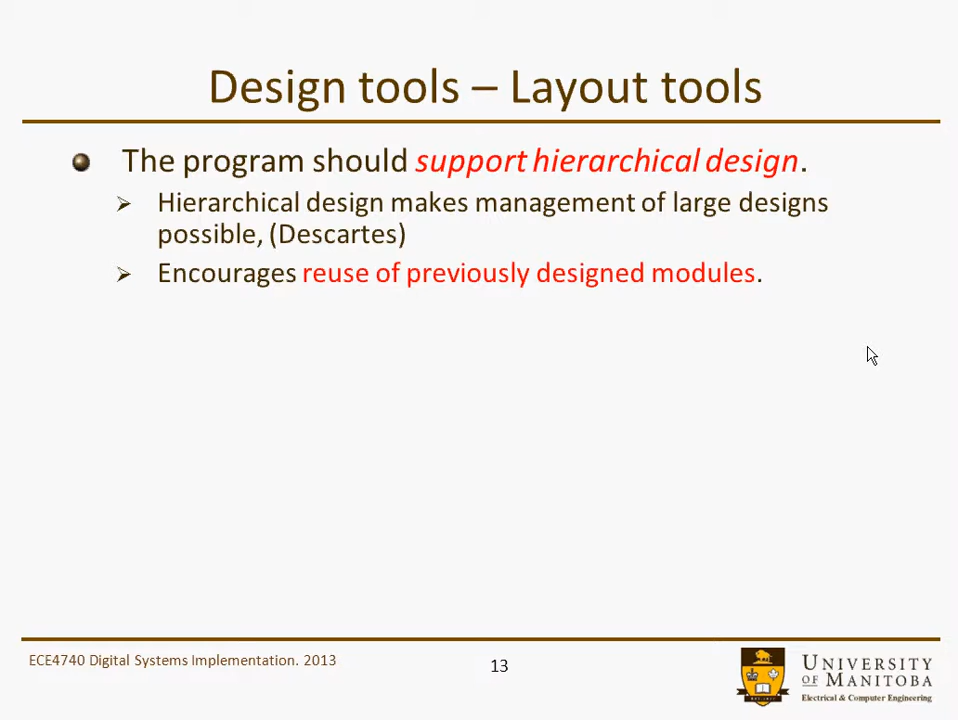 Design tools – Layout tools
The program should support hierarchical design.
Hierarchical design makes management of large designs
possible, (Descartes)
Encourages reuse of previously designed modules.
ECE4740 Digital Systems Implementation. 2013
13
UNIVERSITY
OF MANITOBA
Electrical & Computer Engineering